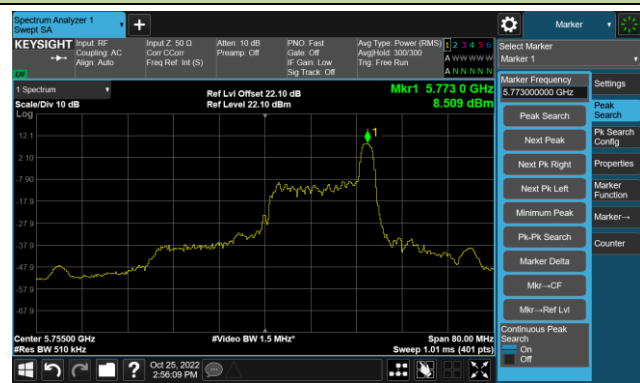 Spectrum Analyzer 1
Swept SA
+
Marker
KEYSIGHT
Input: RF
Coupling: AC
Align: Auto
Input Z: 50 Ω
Corr CCorr
Freq Ref: Int (S)
Atten: 10 dB
Preamp: Off
PNO: Fast
Gate: Off
IF Gain: Low
Sig Track: Off
Avg Type: Power (RMS)
Avg|Hold: 300/300
Trig: Free Run
1 2 3 4 5 6
A W W W W W
A N N N N N
Select Marker
Marker 1
LXI
1 Spectrum
Scale/Div 10 dB
Log
Ref Lvl Offset 22.10 dB
Ref Level 22.10 dBm
Mkr1 5.773 0 GHz
8.509 dBm
1
12.1
2.10
-7.90
-17.9
-27.9
-37.9
-47.9
-57.9
-67.9
Center 5.75500 GHz
#Res BW 510 kHz
#Video BW 1.5 MHz*
Span 80.00 MHz
Sweep 1.01 ms (401 pts)
Marker Frequency
5.773000000 GHz
Peak Search
Next Peak
Next Pk Right
Next Pk Left
Minimum Peak
Pk-Pk Search
Marker Delta
Mkr→CF
Mkr→Ref Lvl
Continuous Peak
Search
On
Off
Settings
Peak
Search
Pk Search
Config
Properties
Marker
Function
Marker→
Counter
?
Oct 25, 2022
2:56:09 PM